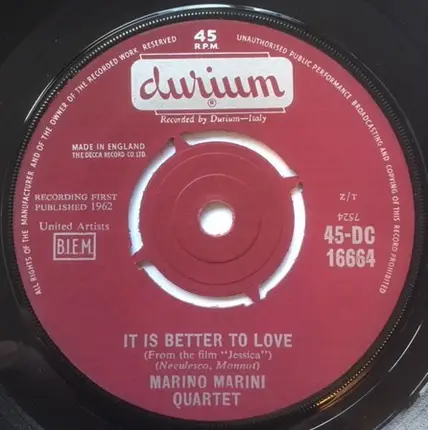 ALL RIGHTS OF THE MANUFACTURER AND OF THE OWNER OF THE RECORDED WORK RESERVED
45
R.P.M.
UNAUTHORISED PUBLIC PERFORMANCE BROADCASTING AND COPYING OF THIS RECORD PROHIBITED
durium
®
Recorded by Durium—Italy
MADE IN ENGLAND
THE DECCA RECORD CO LTD.
RECORDING FIRST
PUBLISHED 1962
T/Z
7524
United Artists
B.I.E.M.
45-DC
16664
IT IS BETTER TO LOVE
(From the film "Jessica")
(Neculesco, Monnot)
MARINO MARINI
QUARTET